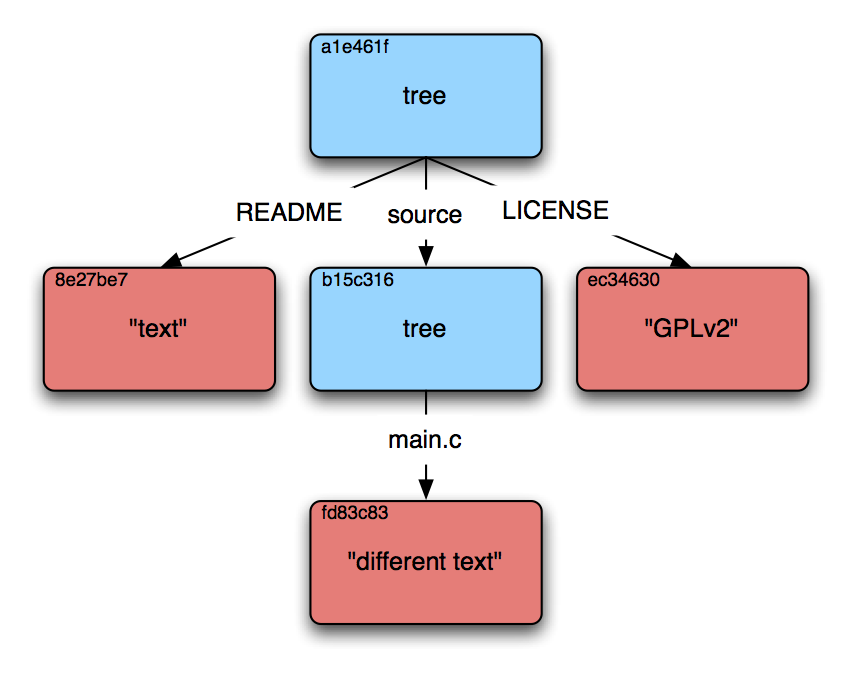 a1e461f
tree
README
source
LICENSE
8e27be7
"text"
b15c316
tree
ec34630
"GPLv2"
main.c
fd83c83
"different text"